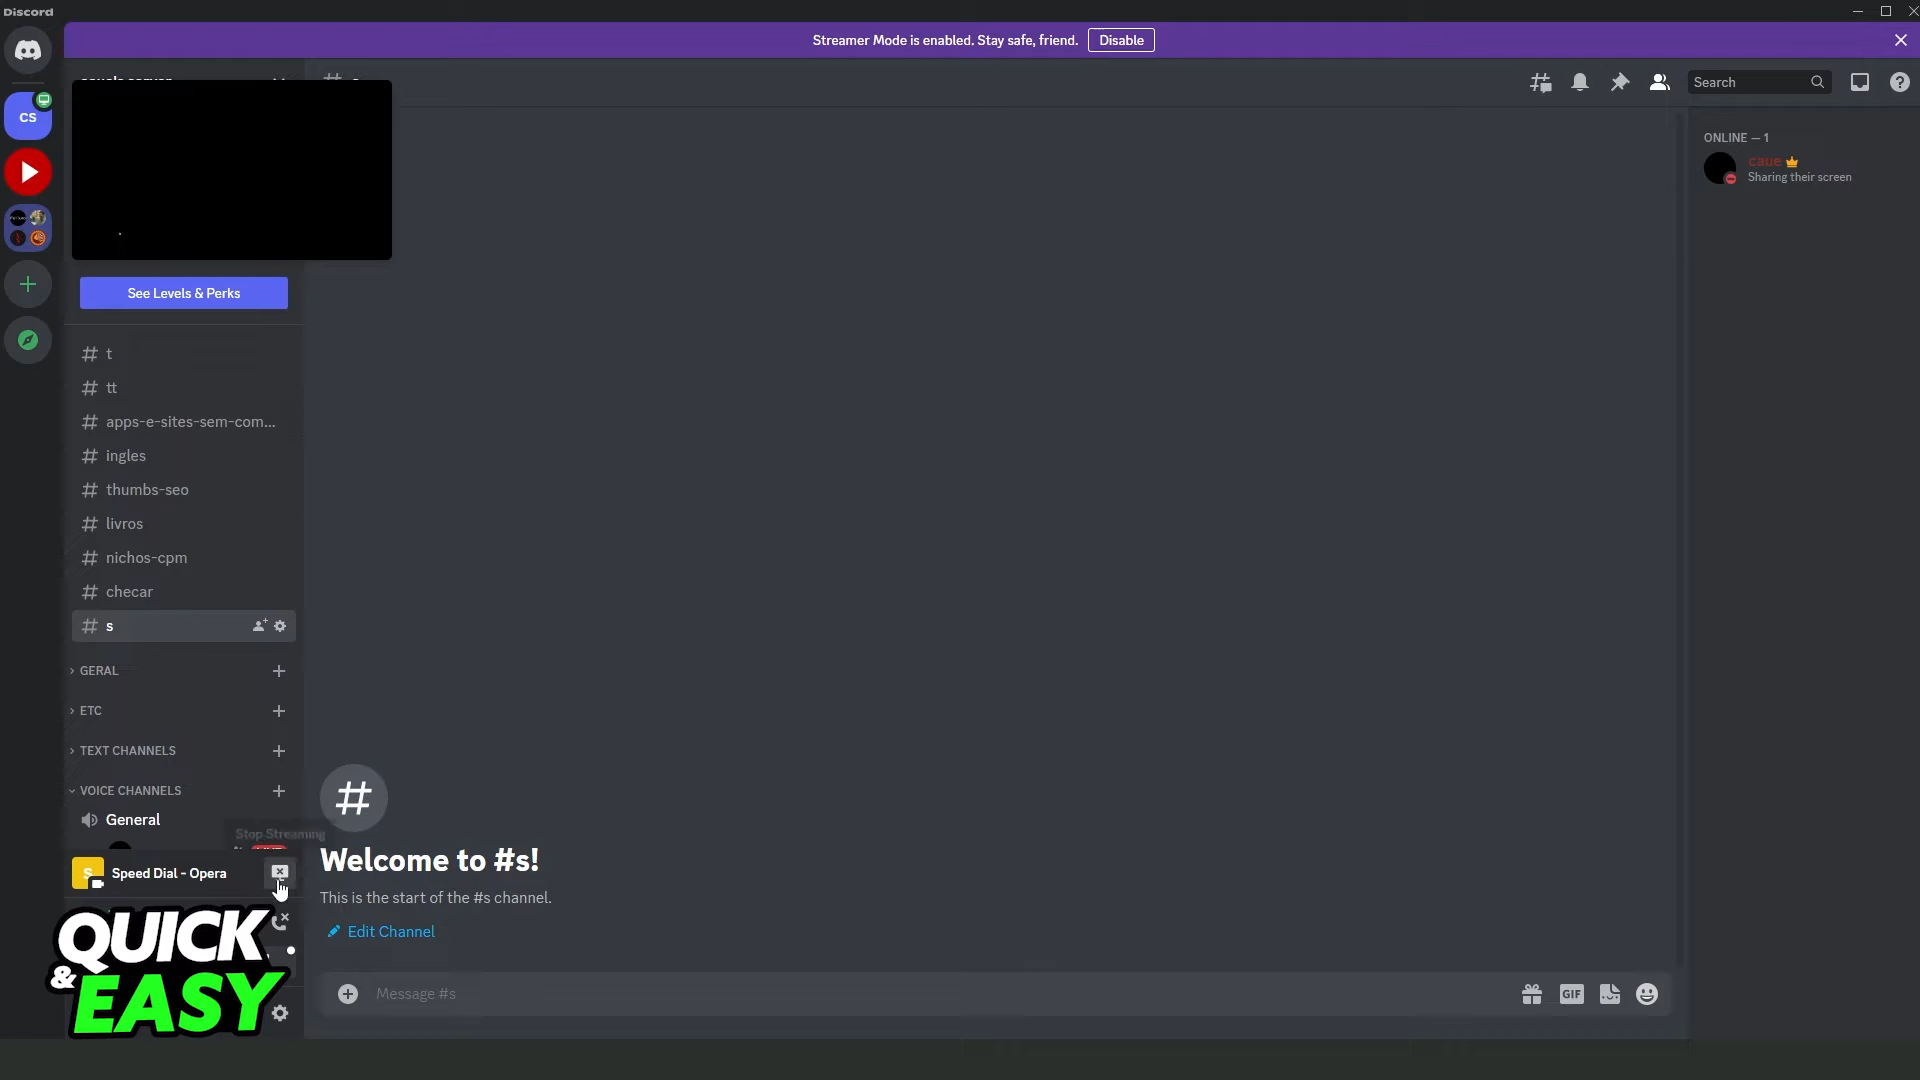 Discord
Streamer Mode is enabled. Stay safe, friend.
Disable
Search
CS
ONLINE — 1
caue
Sharing their screen
See Levels & Perks
t
tt
apps-e-sites-sem-com...
ingles
thumbs-seo
livros
nichos-cpm
checar
s
GERAL
ETC
TEXT CHANNELS
VOICE CHANNELS
General
Stop Streaming
S
Speed Dial - Opera
Welcome to #s!
This is the start of the #s channel.
Edit Channel
QUICK
& EASY
Message #s
GIF